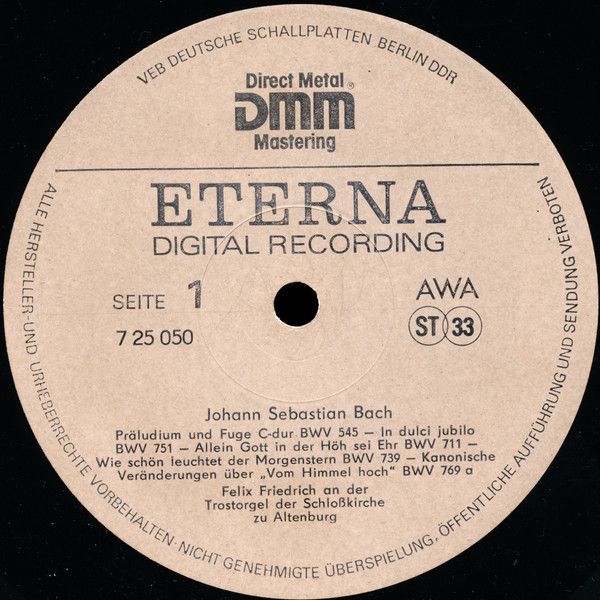 VEB DEUTSCHE SCHALLPLATTEN BERLIN DDR
Direct Metal
DMM®
Mastering
ETERNA
DIGITAL RECORDING
SEITE 1
AWA
7 25 050
ST 33
Johann Sebastian Bach
Präludium und Fuge C-dur BWV 545 – In dulci jubilo
BWV 751 – Allein Gott in der Höh sei Ehr BWV 711 –
Wie schön leuchtet der Morgenstern BWV 739 – Kanonische
Veränderungen über „Vom Himmel hoch" BWV 769 a
Felix Friedrich an der
Trostorgel der Schloßkirche
zu Altenburg
ALLE HERSTELLER- UND URHEBERRECHTE VORBEHALTEN · NICHT GENEHMIGTE ÜBERSPIELUNG, ÖFFENTLICHE AUFFÜHRUNG UND SENDUNG VERBOTEN